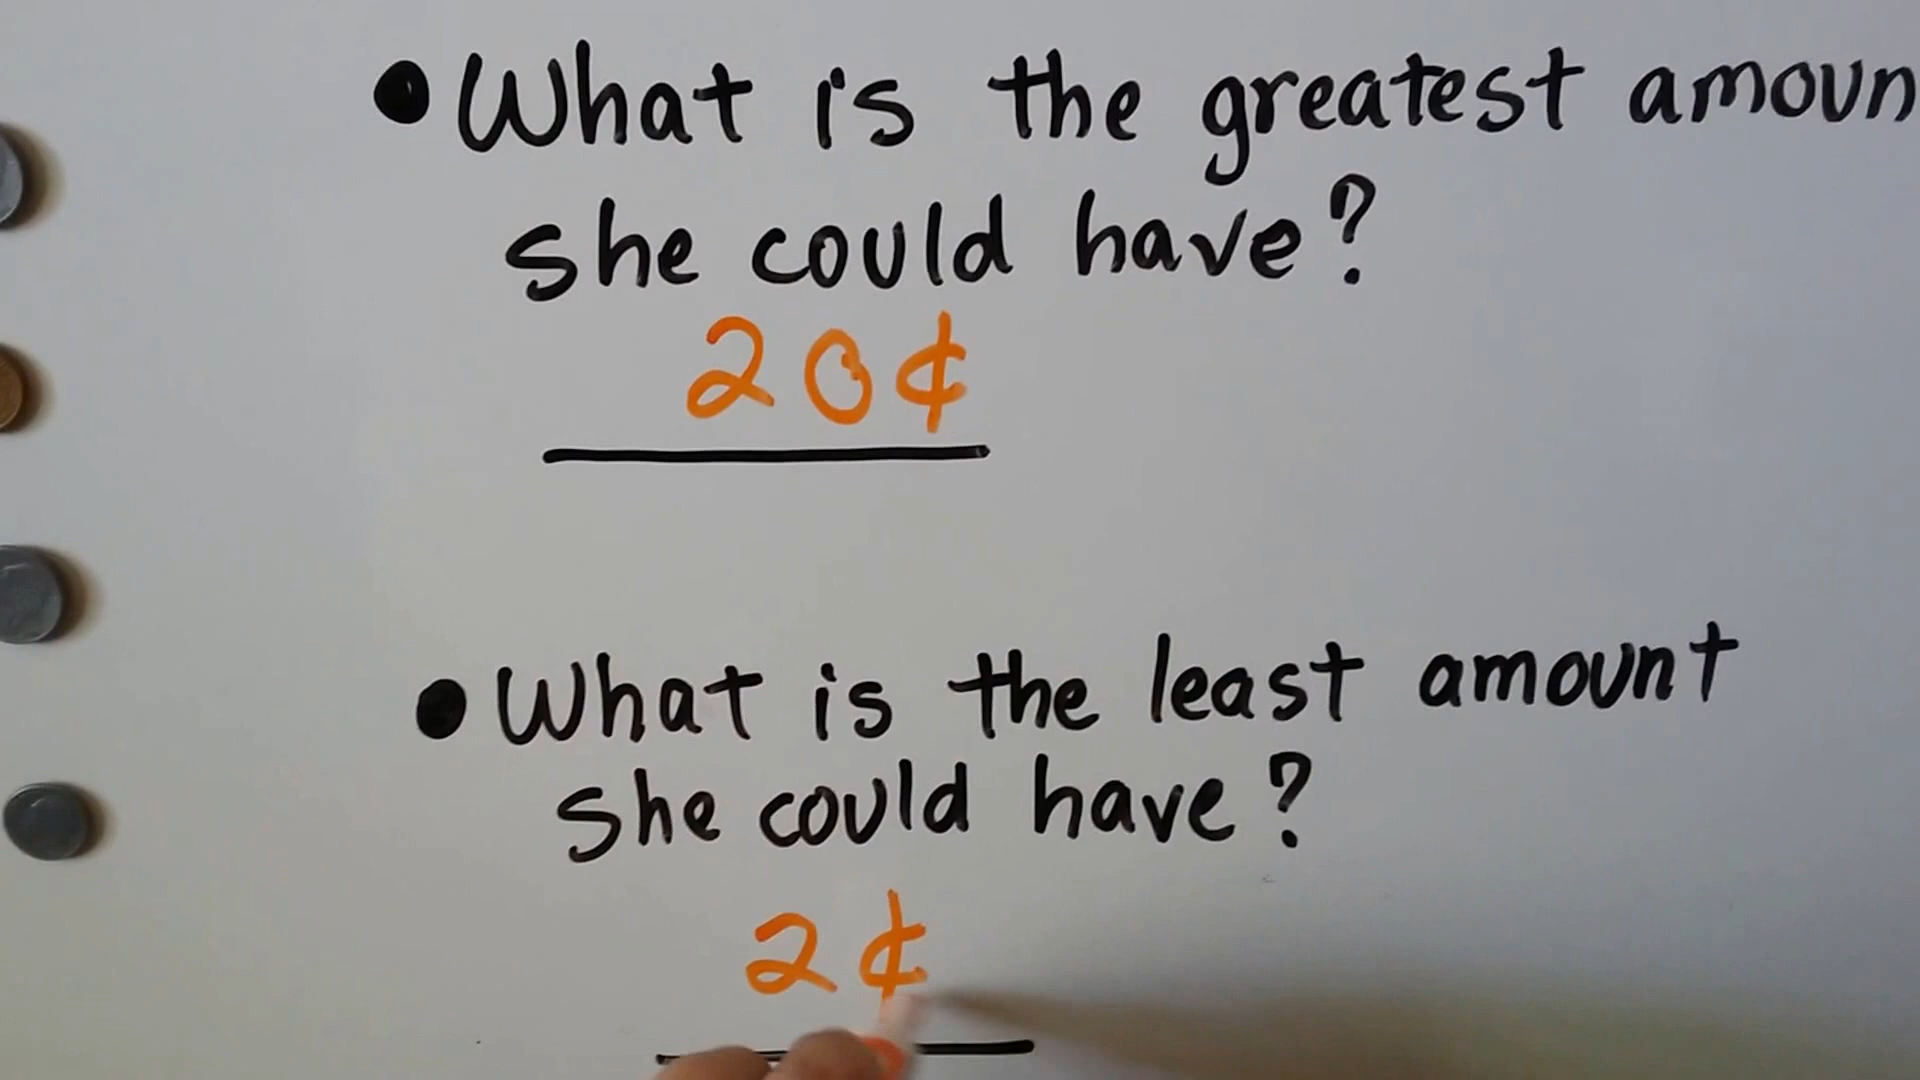 • What is the greatest amoun
she could have?
20¢
• What is the least amount
she could have?
2¢